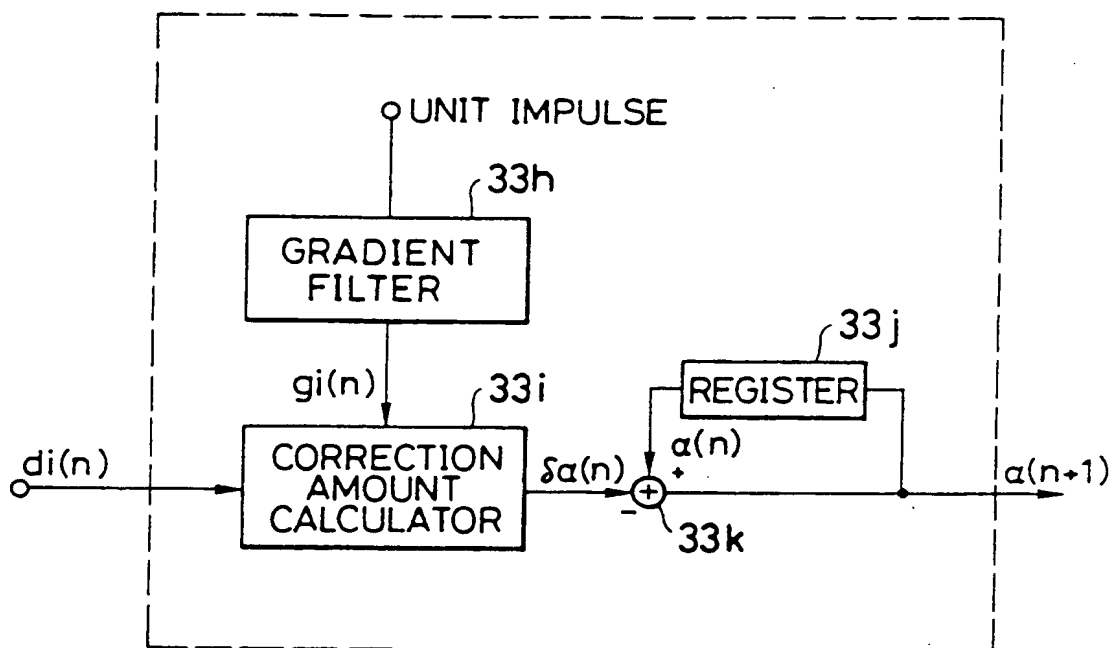 UNIT IMPULSE
33h
GRADIENT
FILTER
33j
REGISTER
gi(n)
33i
α(n)
+
di(n)
CORRECTION
AMOUNT
CALCULATOR
δα(n)
+
-
α(n+1)
33k